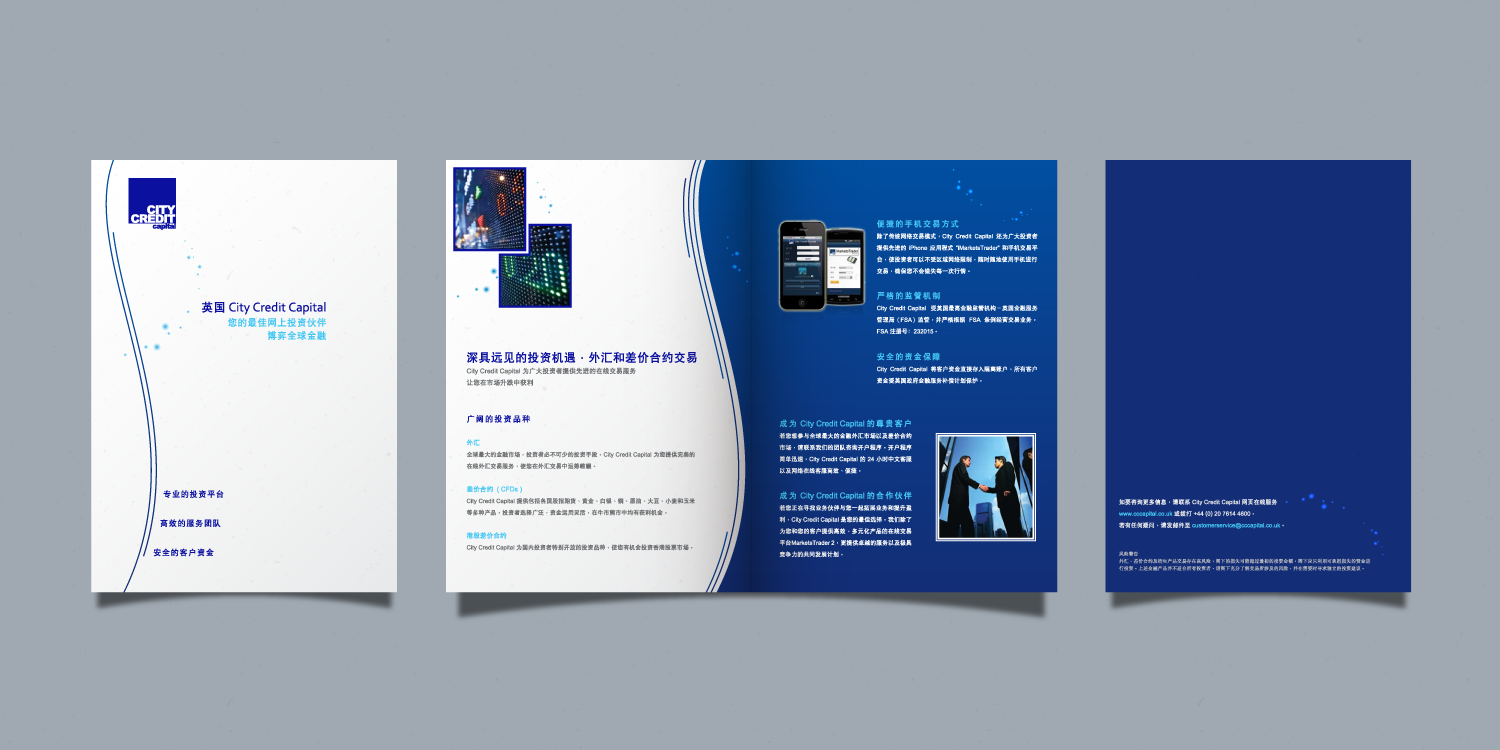 CITY
CREDIT
capital
英国 City Credit Capital
您的最佳网上投资伙伴
博弈全球金融
专业的投资平台
高效的服务团队
安全的客户资金
深具远见的投资机遇 · 外汇和差价合约交易
City Credit Capital 为广大投资者提供先进的在线交易服务
让您在市场升跌中获利
广阔的投资品种
外汇
全球最大的金融市场，投资者必不可少的投资手段，City Credit Capital 为您提供完善的
在线外汇交易服务，使您在外汇交易中运筹帷幄。
差价合约（CFDs）
City Credit Capital 提供包括各国股指期货、黄金、白银、铜、原油、大豆、小麦和玉米
等多种产品，投资者选择广泛，资金运用灵活，在牛市熊市中均有获利机会。
港股差价合约
City Credit Capital 为国内投资者特别开放的投资品种，使您有机会投资香港股票市场。
便捷的手机交易方式
除了传统网络交易模式，City Credit Capital 还为广大投资者
提供先进的 iPhone 应用程式 "iMarketsTrader" 和手机交易平
台，使投资者可以不受区域网络限制，随时随地使用手机进行
交易，确保您不会错失每一次行情。
严格的监管机制
City Credit Capital 受英国最高金融监管机构－英国金融服务
管理局（FSA）监管，并严格根据 FSA 条例经营交易业务。
FSA 注册号：232015。
安全的资金保障
City Credit Capital 将客户资金直接存入隔离账户，所有客户
资金受英国政府金融服务补偿计划保护。
成为 City Credit Capital 的尊贵客户
若您想参与全球最大的金融外汇市场以及差价合约
市场，请联系我们的团队咨询开户程序。开户程序
简单迅速，City Credit Capital 的 24 小时中文客服
以及网络在线客服高效、便捷。
成为 City Credit Capital 的合作伙伴
若您正在寻找业务伙伴与您一起拓展业务和提升盈
利，City Credit Capital 是您的最佳选择。我们除了
为您和您的客户提供高效、多元化产品的在线交易
平台MarketsTrader 2，更提供卓越的服务以及极具
竞争力的共同发展计划。
如要咨询更多信息，请联系 City Credit Capital 网页在线服务
www.cccapital.co.uk 或拨打 +44 (0) 20 7614 4600。
若有任何疑问，请发邮件至 customerservice@cccapital.co.uk。
风险警告